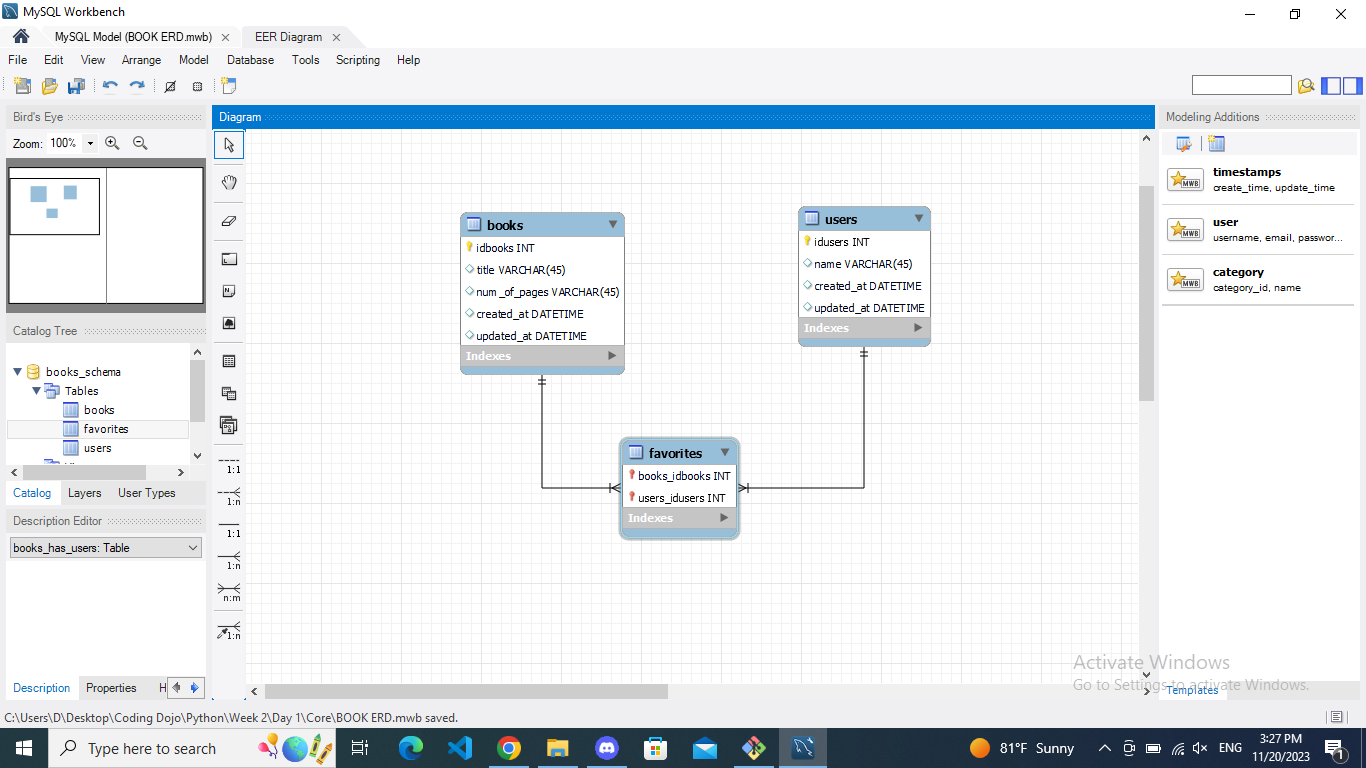 MySQL Workbench
MySQL Model (BOOK ERD.mwb) ×
EER Diagram ×
File Edit View Arrange Model Database Tools Scripting Help
Bird's Eye
Zoom: 100%
Catalog Tree
books_schema
Tables
books
favorites
users
Catalog Layers User Types
Description Editor
books_has_users: Table
Description Properties H
Diagram
1:1
1:n
1:1
1:n
n:m
1:n
books
idbooks INT
title VARCHAR(45)
num_of_pages VARCHAR(45)
created_at DATETIME
updated_at DATETIME
Indexes
users
idusers INT
name VARCHAR(45)
created_at DATETIME
updated_at DATETIME
Indexes
favorites
books_idbooks INT
users_idusers INT
Indexes
Modeling Additions
MWB
timestamps
create_time, update_time
MWB
user
username, email, passwor...
MWB
category
category_id, name
Activate Windows
Go to Settings to activate Windows.
Templates
C:\Users\D\Desktop\Coding Dojo\Python\Week 2\Day 1\Core\BOOK ERD.mwb saved.
Type here to search
81°F Sunny
ENG
3:27 PM
11/20/2023
1